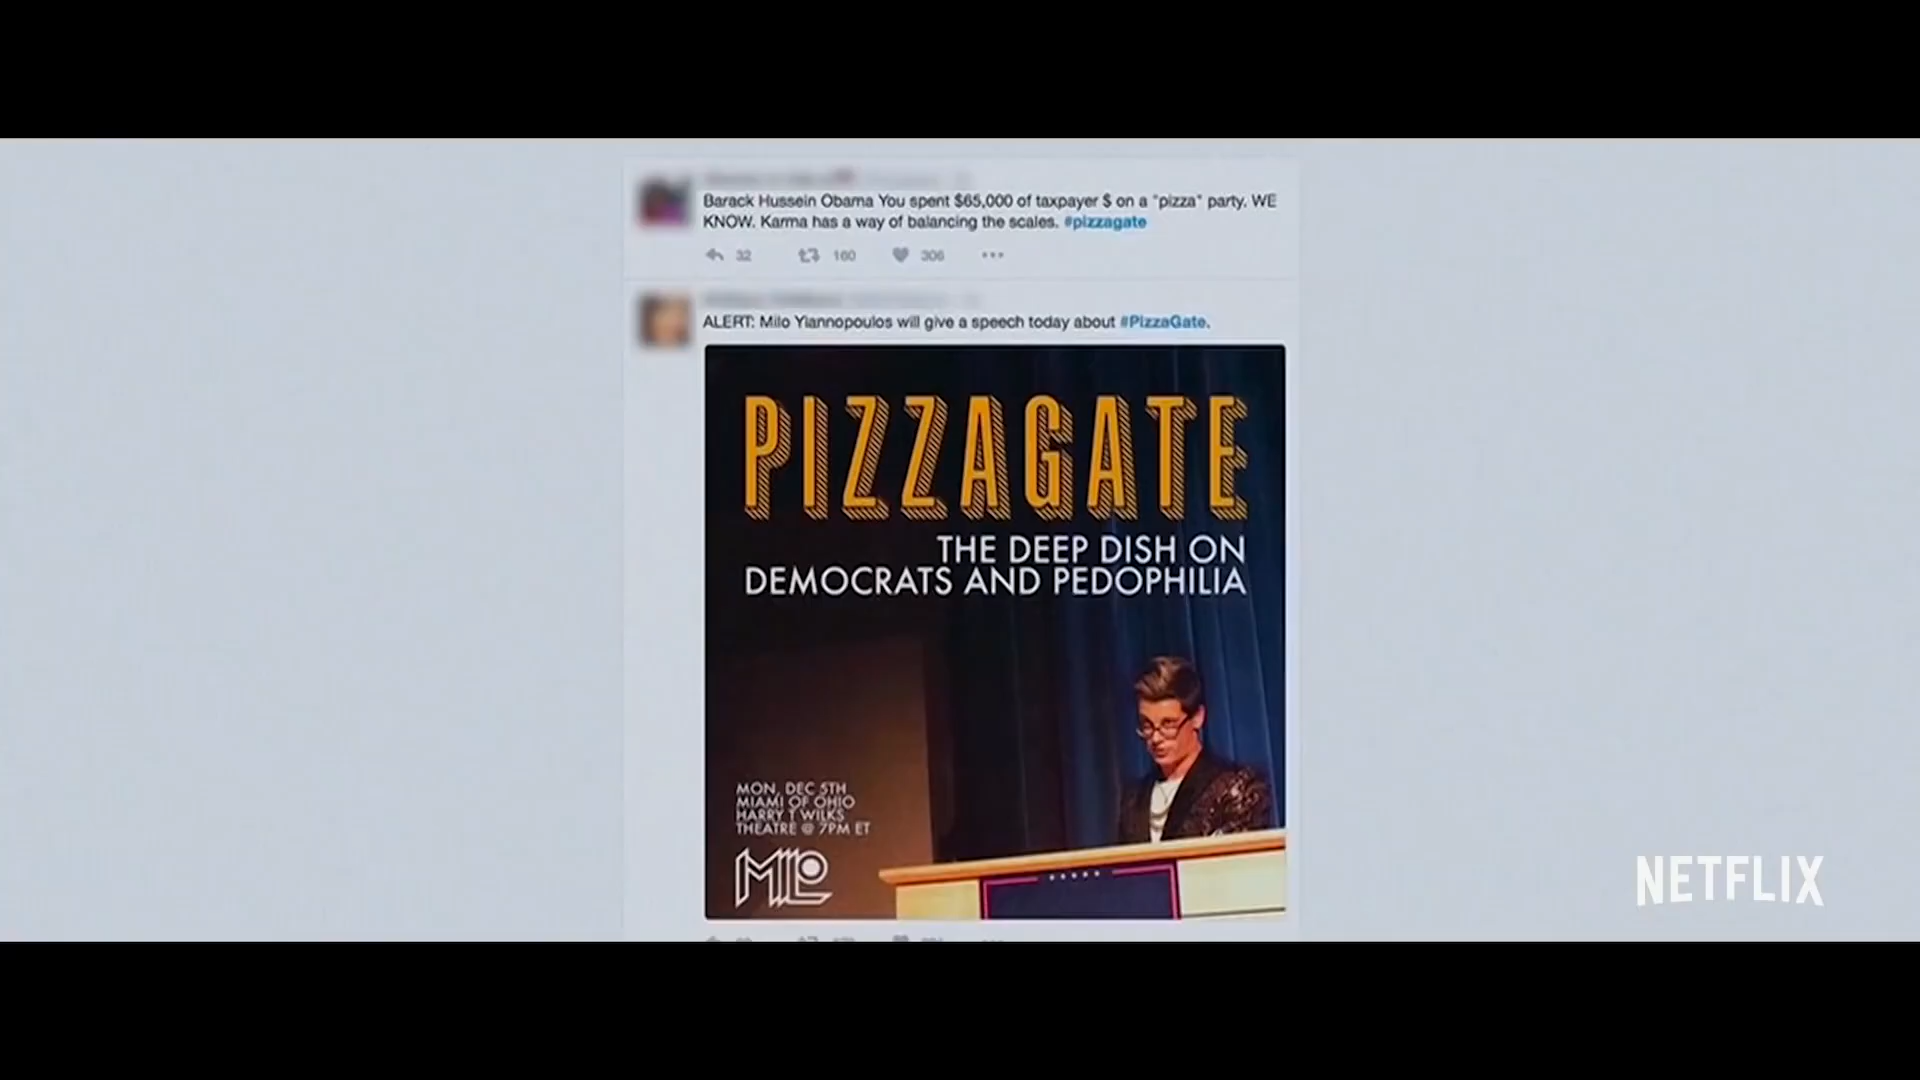 Barack Hussein Obama You spent $65,000 of taxpayer $ on a "pizza" party. WE
KNOW. Karma has a way of balancing the scales. #pizzagate
32 160 306
ALERT: Milo Yiannopoulos will give a speech today about #PizzaGate.
PIZZAGATE
THE DEEP DISH ON
DEMOCRATS AND PEDOPHILIA
MON, DEC 5TH
MIAMI OF OHIO
HARRY T WILKS
THEATRE @ 7PM ET
MILO
NETFLIX